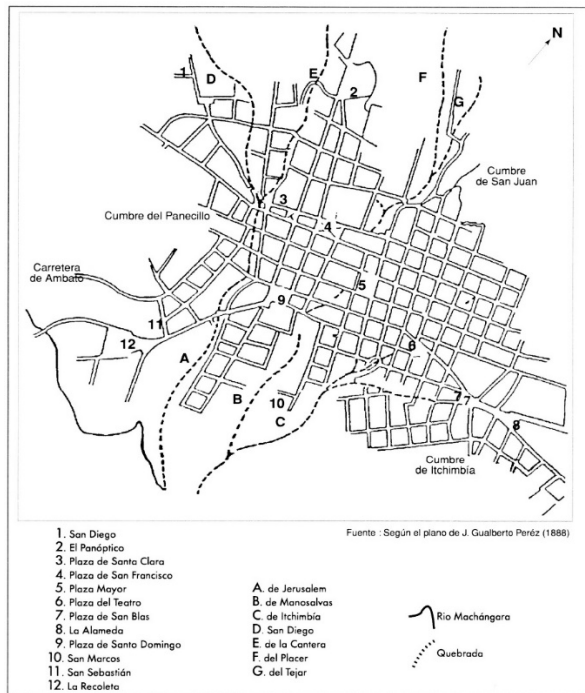 N
1
D
E
2
F
G
Cumbre
de San Juan
3
Cumbre del Panecillo
4
Carretera
de Ambato
5
9
11
12
A
6
B
10
C
7
8
Cumbre
de Itchimbía
Fuente : Según el plano de J. Gualberto Peréz (1888)
1. San Diego
2. El Panóptico
3. Plaza de Santa Clara
4. Plaza de San Francisco
5. Plaza Mayor
6. Plaza del Teatro
7. Plaza de San Blas
8. La Alameda
9. Plaza de Santo Domingo
10. San Marcos
11. San Sebastián
12. La Recoleta
A. de Jerusalem
B. de Manosalvas
C. de Itchimbía
D. San Diego
E. de la Cantera
F. del Placer
G. del Tejar
Rio Machángara
Quebrada